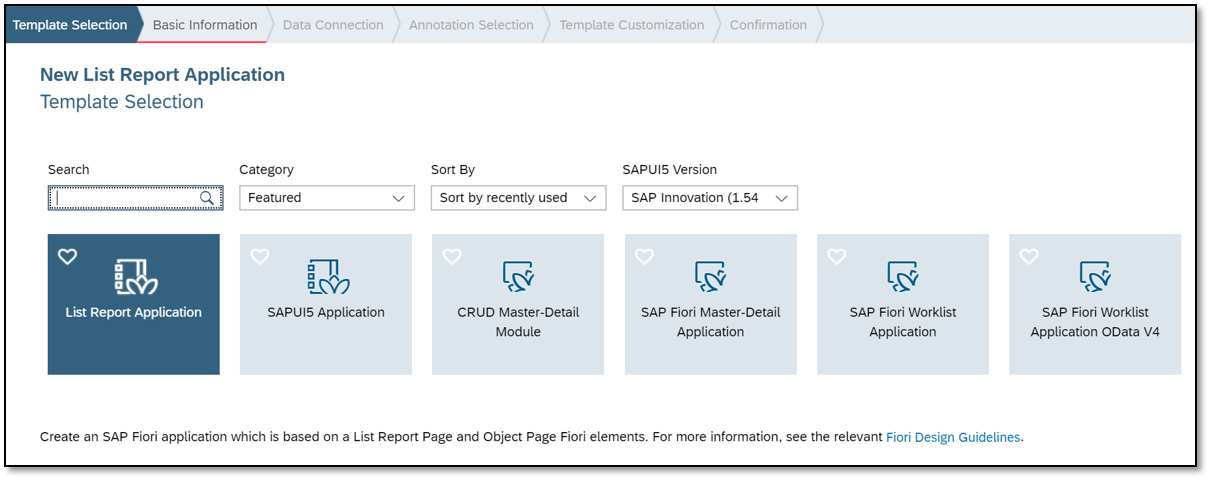 Template Selection Basic Information Data Connection Annotation Selection Template Customization Confirmation
New List Report Application
Template Selection
Search Category Sort By SAPUI5 Version
Featured Sort by recently used SAP Innovation (1.54
List Report Application SAPUI5 Application CRUD Master-Detail SAP Fiori Master-Detail SAP Fiori Worklist SAP Fiori Worklist
Module Application Application Application OData V4
Create an SAP Fiori application which is based on a List Report Page and Object Page Fiori elements. For more information, see the relevant Fiori Design Guidelines.